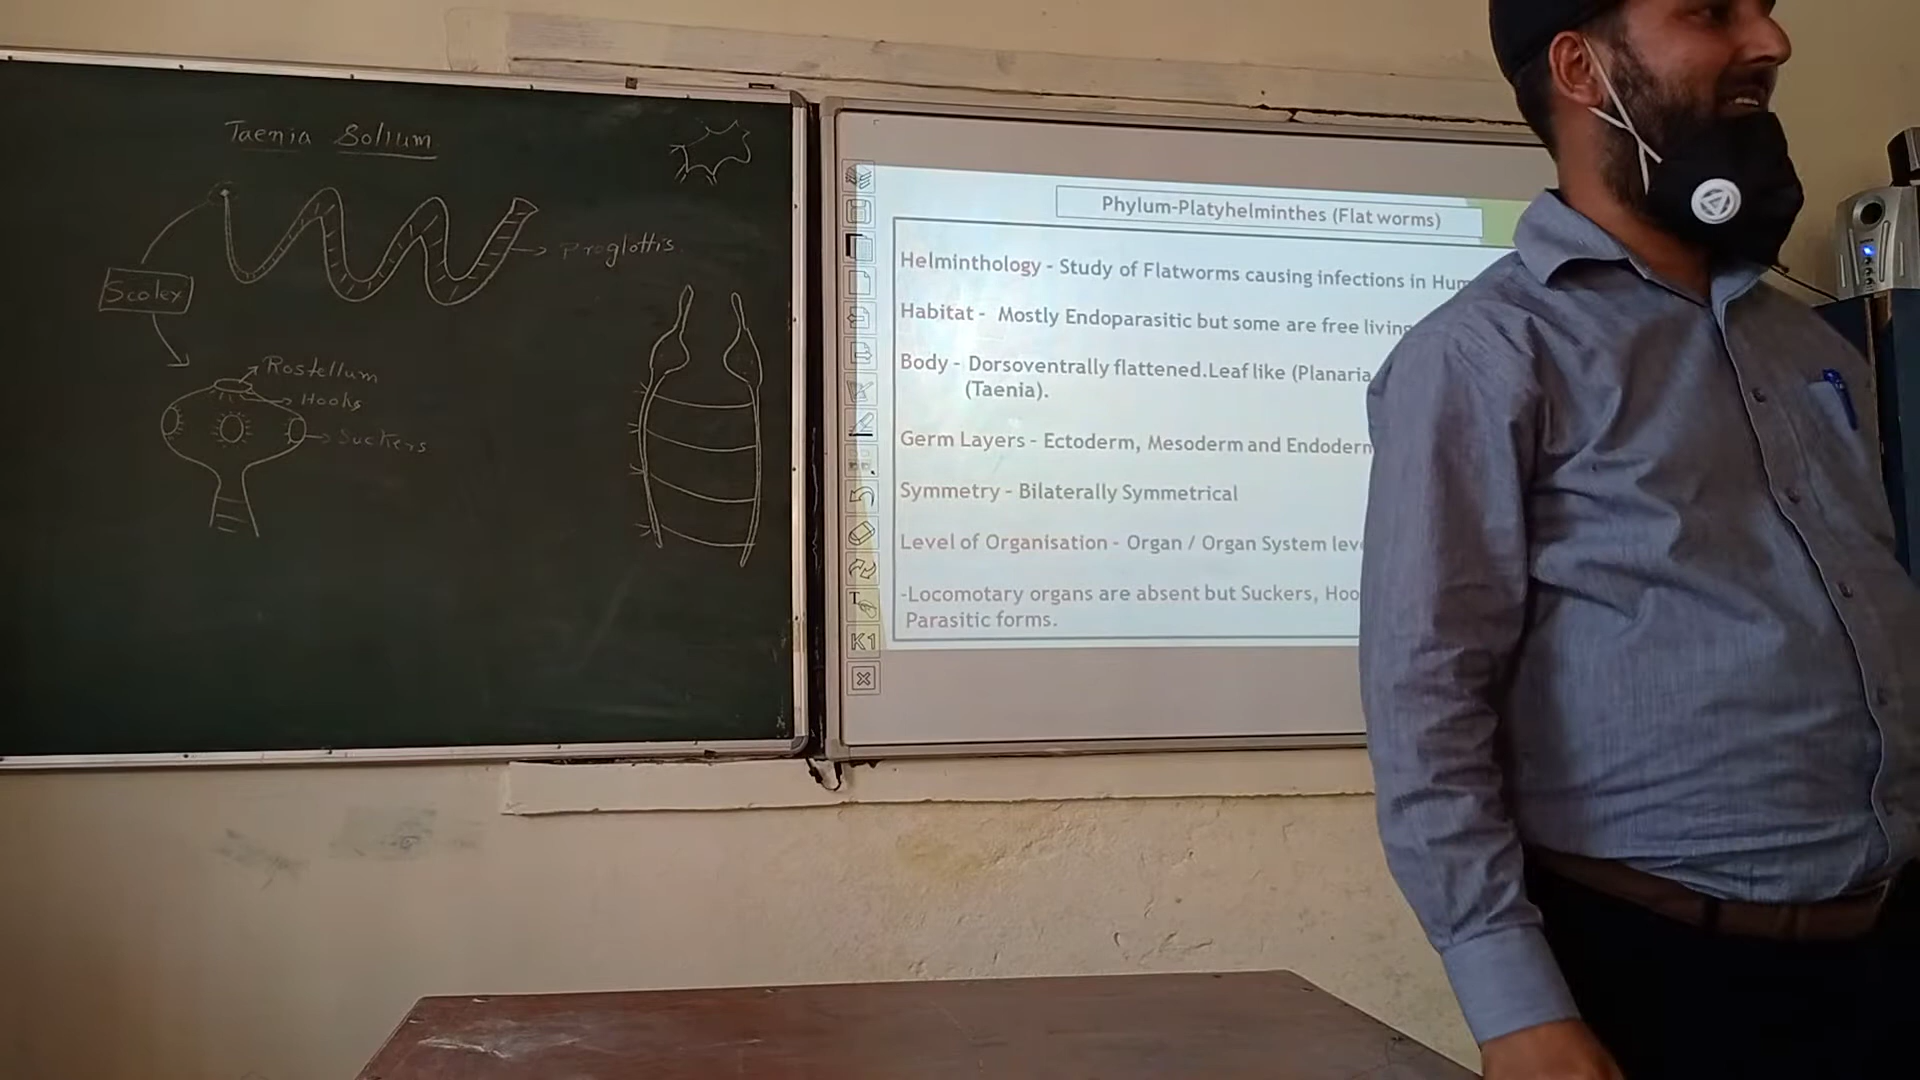 Taenia Solium
Proglottis
Scolex
Rostellum
Hooks
Suckers
Phylum-Platyhelminthes (Flat worms)
Helminthology - Study of Flatworms causing infections in
Habitat - Mostly Endoparasitic but some are free living
Body - Dorsoventrally flattened.Leaf like (Planaria
(Taenia).
Germ Layers - Ectoderm, Mesoderm and
Symmetry - Bilaterally Symmetrical
Level of Organisation - Organ / Organ System
-Locomotary organs are absent but Suckers,
Parasitic forms.
T
K1